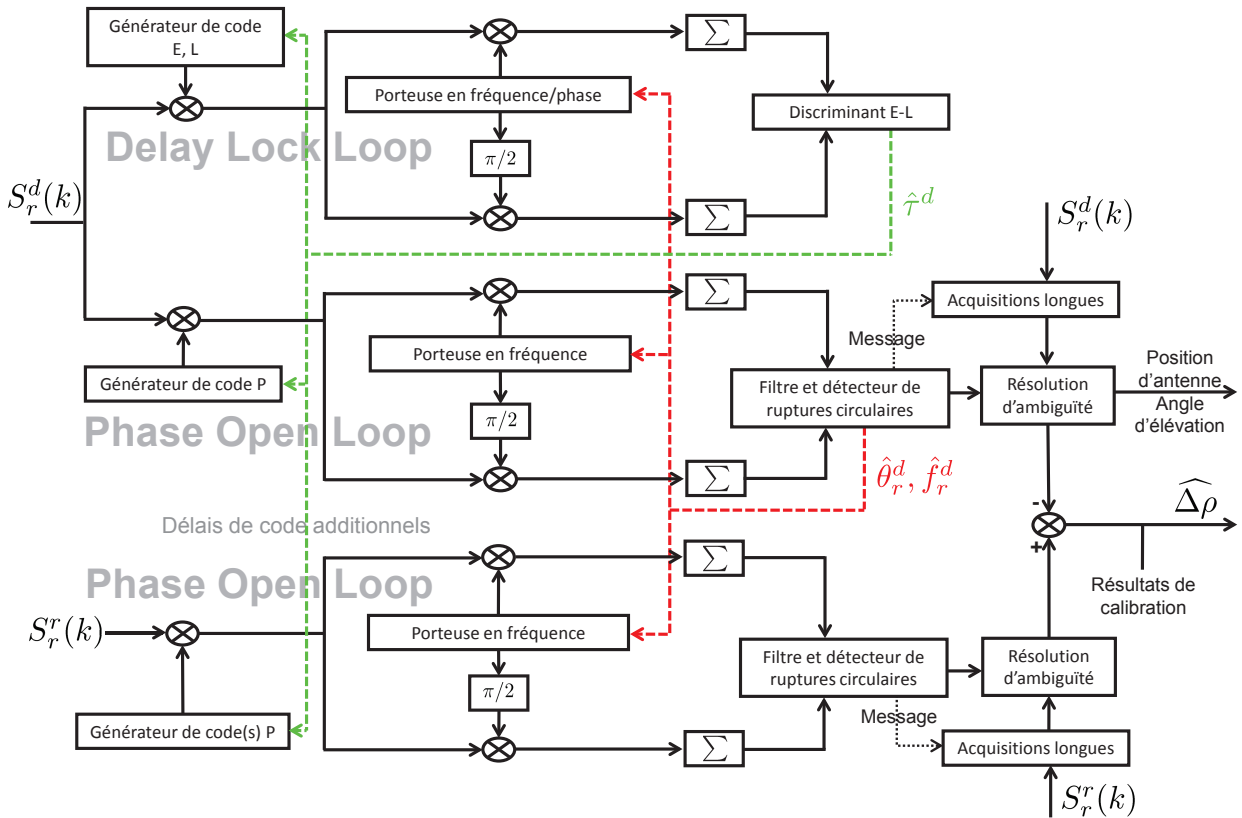 Générateur de code
E, L
Porteuse en fréquence/phase
∑
Discriminant E-L
Delay Lock Loop
π/2
S_r^d(k)
∑
τ̂^d
S_r^d(k)
∑
Acquisitions longues
Message
Porteuse en fréquence
Générateur de code P
Filtre et détecteur de
ruptures circulaires
Résolution
d'ambiguïté
Position
d'antenne
Angle
d'élévation
Phase Open Loop
π/2
∑
θ̂_r^d, f̂_r^d
-
+
Δρ̂
Délais de code additionnels
Phase Open Loop
∑
Résultats de
calibration
S_r^r(k)
Porteuse en fréquence
Filtre et détecteur de
ruptures circulaires
Résolution
d'ambiguïté
π/2
Message
Générateur de code(s) P
∑
Acquisitions longues
S_r^r(k)